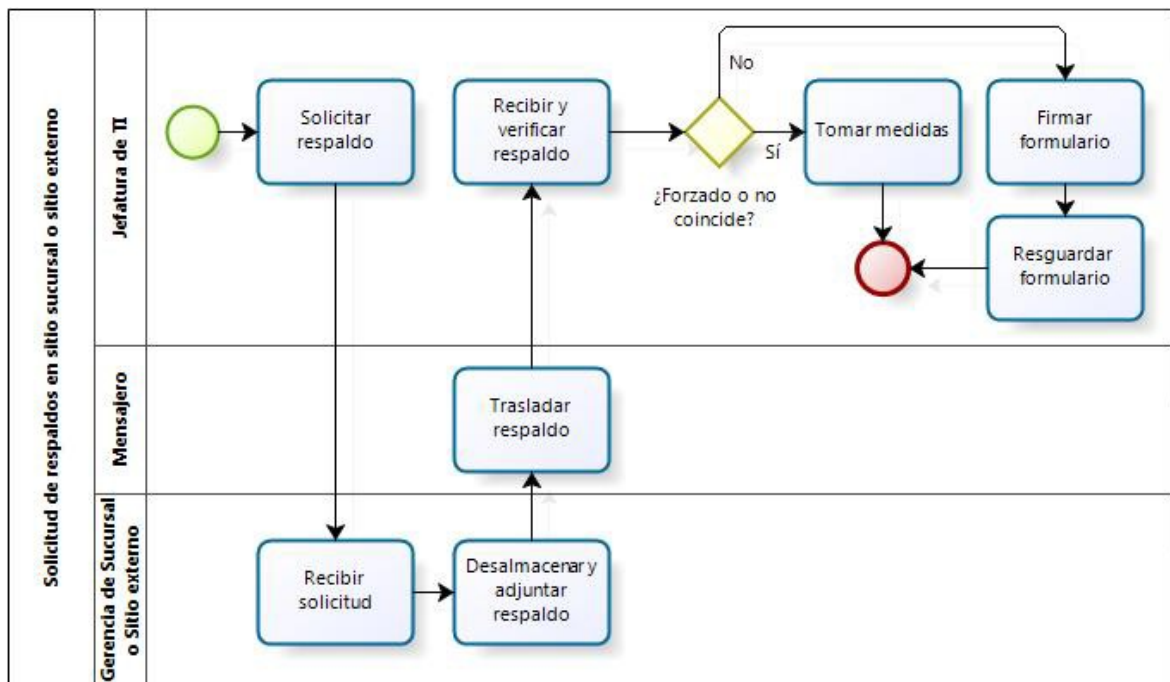 Solicitud de respaldos en sitio sucursal o sitio externo
Jefatura de TI
Solicitar
respaldo
Recibir y
verificar
respaldo
No
Sí
¿Forzado o no
coincide?
Tomar medidas
Firmar
formulario
Resguardar
formulario
Mensajero
Trasladar
respaldo
Gerencia de Sucursal
o Sitio externo
Recibir
solicitud
Desalmacenar y
adjuntar
respaldo